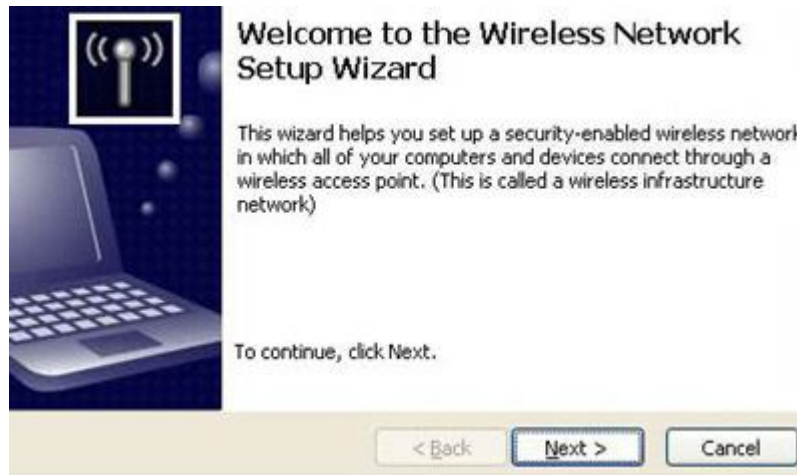 Welcome to the Wireless Network
Setup Wizard
This wizard helps you set up a security-enabled wireless network
in which all of your computers and devices connect through a
wireless access point. (This is called a wireless infrastructure
network)
To continue, click Next.
< Back Next > Cancel